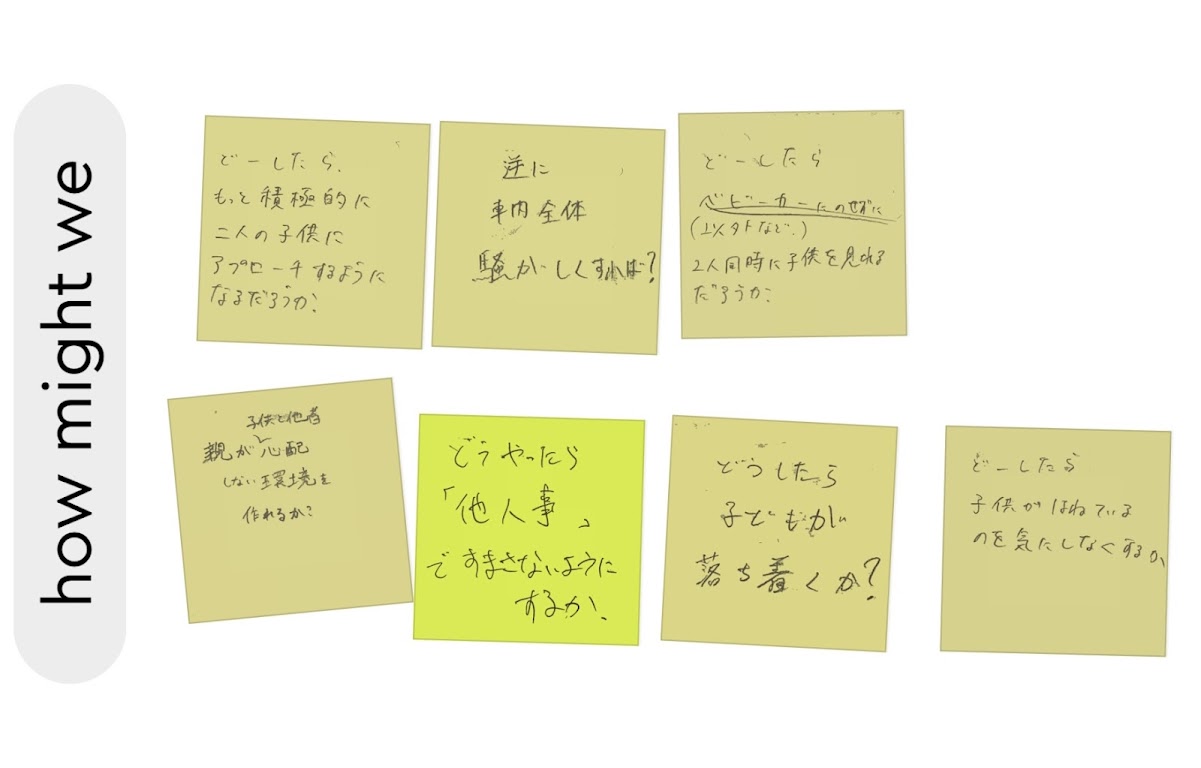 how might we
どーしたら、
もっと積極的に
二人の子供に
アプローチするように
なるだろうか?
逆に
車内全体
騒がしくすれば?
どーしたら
ベビーカーにのせずに
(以外など、)
2人同時に子供を見れる
だろうか?
子供と他者
親が心配
しない環境を
作れるか?
どうやったら
「他人事」
ですまさないように
するか、
どうしたら
子どもが
落ち着くか?
どーしたら
子供がはねている
のを気にしなくするか、